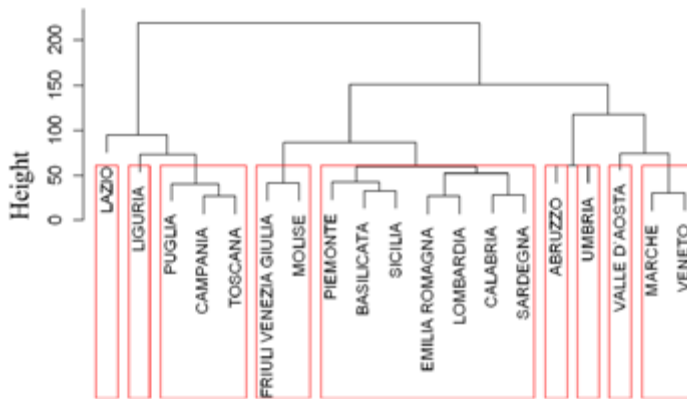 Height
200
150
100
50
0
LAZIO
LIGURIA
PUGLIA
CAMPANIA
TOSCANA
FRIULI VENEZIA GIULIA
MOLISE
PIEMONTE
BASILICATA
SICILIA
EMILIA ROMAGNA
LOMBARDIA
CALABRIA
SARDEGNA
ABRUZZO
UMBRIA
VALLE D'AOSTA
MARCHE
VENETO